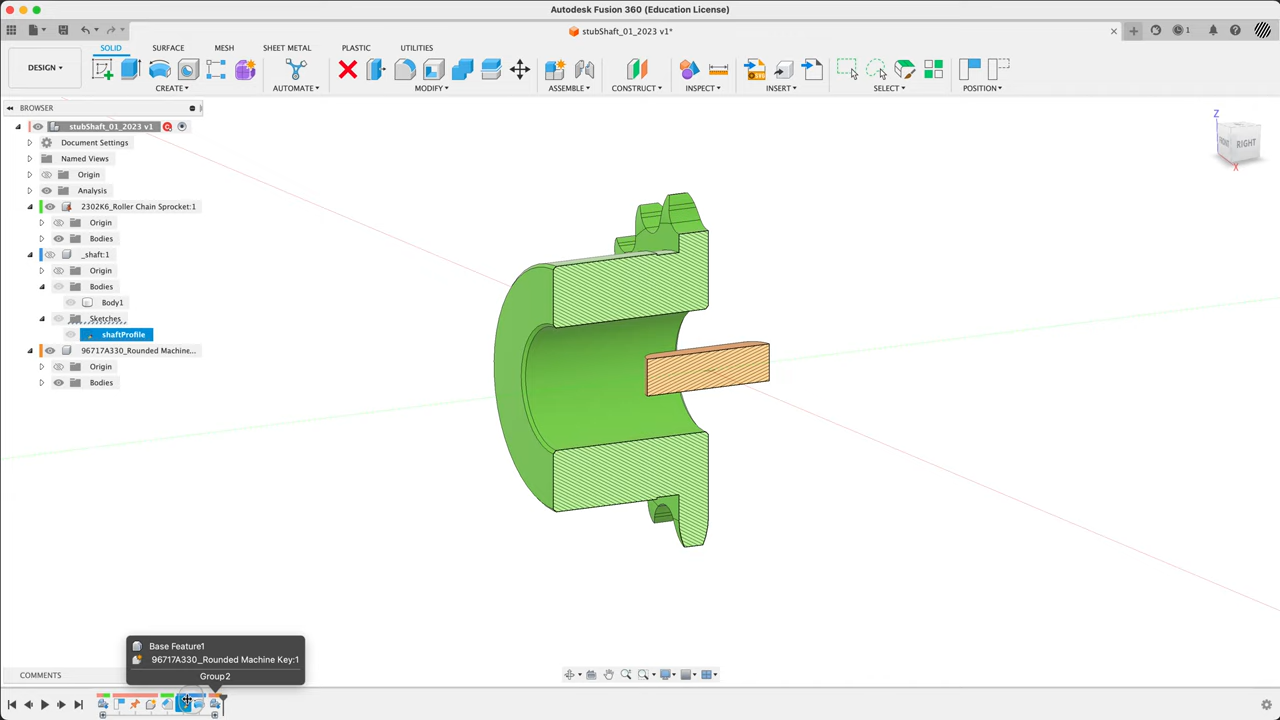 Autodesk Fusion 360 (Education License)
stubShaft_01_2023 v1*
1
DESIGN
SOLID
SURFACE
MESH
SHEET METAL
PLASTIC
UTILITIES
CREATE
AUTOMATE
MODIFY
ASSEMBLE
CONSTRUCT
INSPECT
INSERT
SELECT
POSITION
BROWSER
stubShaft_01_2023 v1
Document Settings
Named Views
Origin
Analysis
2302K6_Roller Chain Sprocket:1
Origin
Bodies
_shaft:1
Origin
Bodies
Body1
Sketches
shaftProfile
96717A330_Rounded Machine...
Origin
Bodies
Z
FRONT
RIGHT
X
Base Feature1
96717A330_Rounded Machine Key:1
Group2
COMMENTS